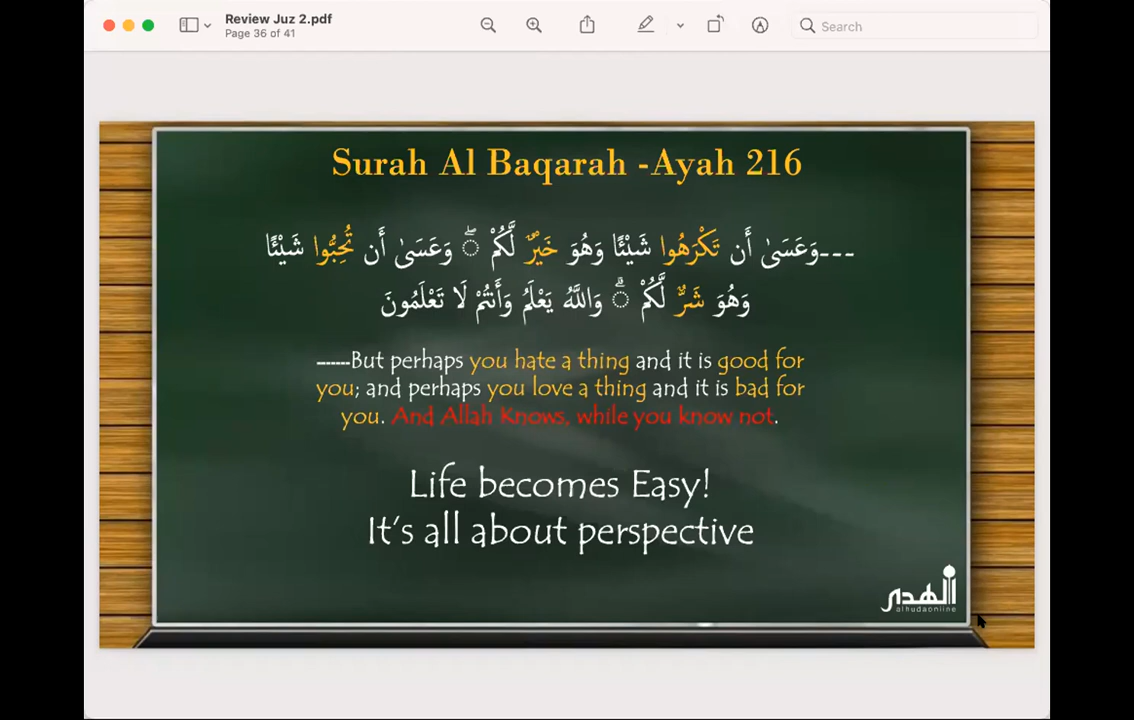 Review Juz 2.pdf
Page 36 of 41
Search
Surah Al Baqarah -Ayah 216
---وَعَسَىٰ أَن تَكْرَهُوا شَيْئًا وَهُوَ خَيْرٌ لَّكُمْ ۖ وَعَسَىٰ أَن تُحِبُّوا شَيْئًا
وَهُوَ شَرٌّ لَّكُمْ ۗ وَاللَّهُ يَعْلَمُ وَأَنتُمْ لَا تَعْلَمُونَ
------But perhaps you hate a thing and it is good for
you; and perhaps you love a thing and it is bad for
you. And Allah Knows, while you know not.
Life becomes Easy!
It's all about perspective
الهدى
alhudaonline